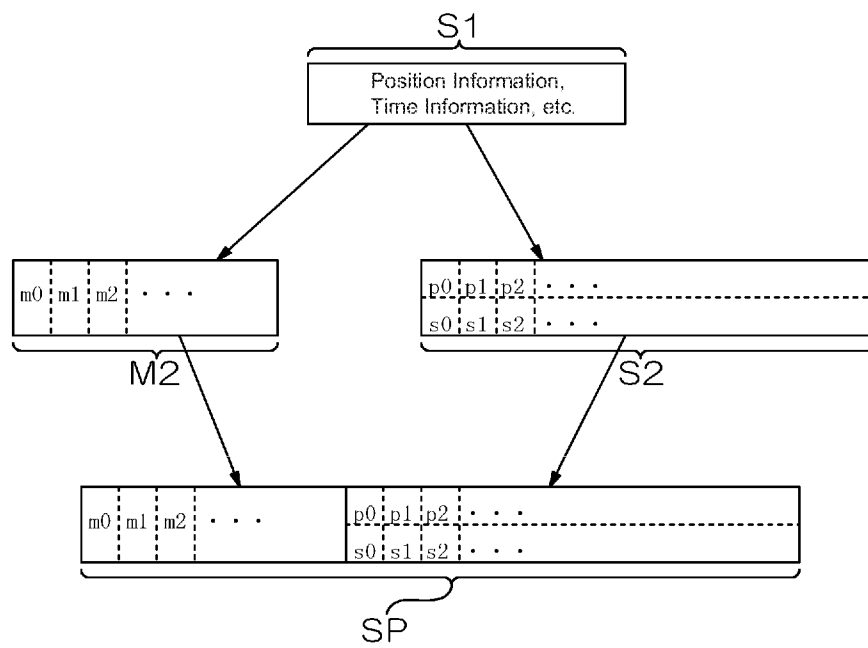 S1
Position Information,
Time Information, etc.
m0 m1 m2 · · ·
p0 p1 p2 · · ·
s0 s1 s2 · · ·
M2
S2
m0 m1 m2 · · ·
p0 p1 p2 · · ·
s0 s1 s2 · · ·
SP